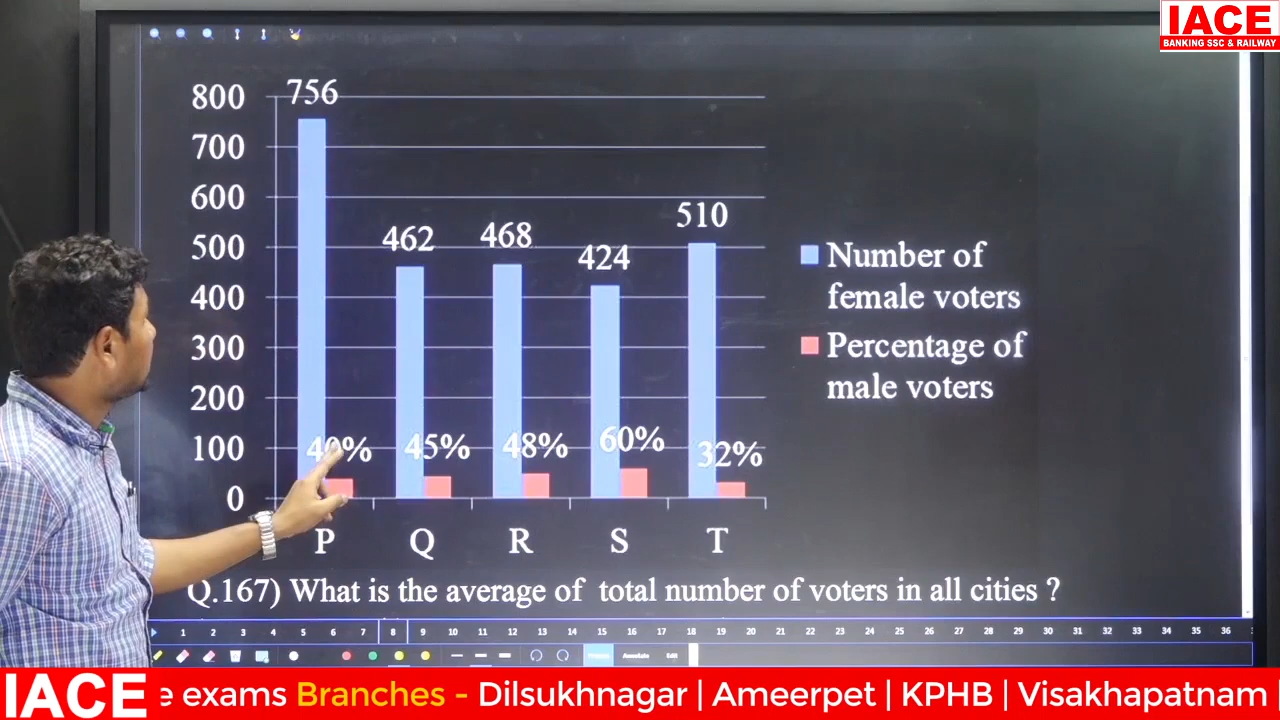 IACE
BANKING SSC & RAILWAY
800
700
600
500
400
300
200
100
0
756
462
468
424
510
40%
45%
48%
60%
32%
P Q R S T
Number of
female voters
Percentage of
male voters
Q.167) What is the average of total number of voters in all cities ?
1 2 3 4 5 6 7 8 9 10 11 12 13 14 15 16 17 18 19 20 21 22 23 24 25 26 27 28 29 30 31 32 33 34 35 36
Annotate Edit
IACE e exams Branches - Dilsukhnagar | Ameerpet | KPHB | Visakhapatnam |